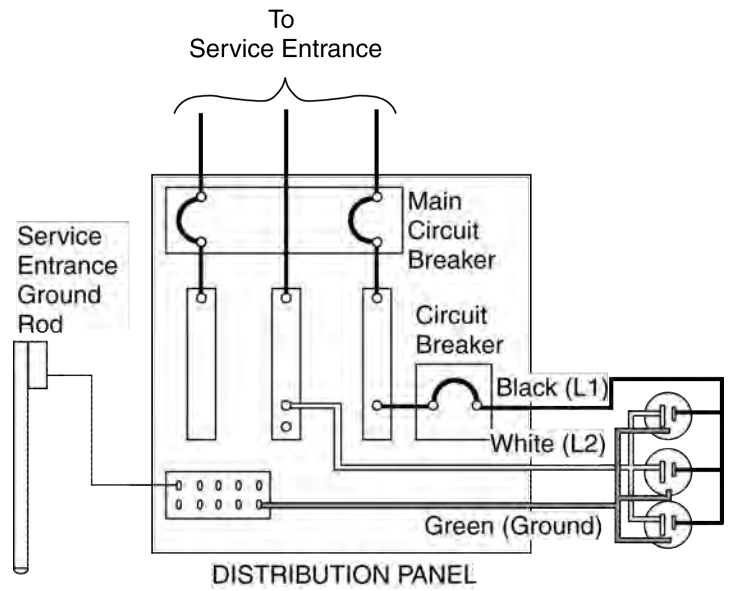 To
Service Entrance
Main
Circuit
Breaker
Service
Entrance
Ground
Rod
Circuit
Breaker
Black (L1)
White (L2)
Green (Ground)
DISTRIBUTION PANEL